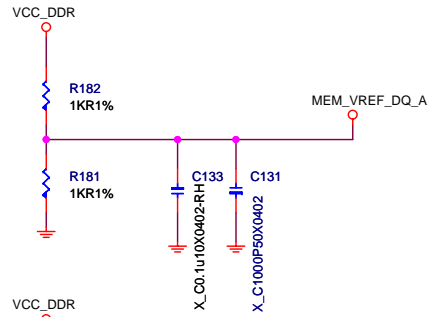 VCC_DDR
R182
1KR1%
MEM_VREF_DQ_A
R181
1KR1%
C133
X_C0.1u10X0402-RH
C131
X_C1000P50X0402
VCC_DDR